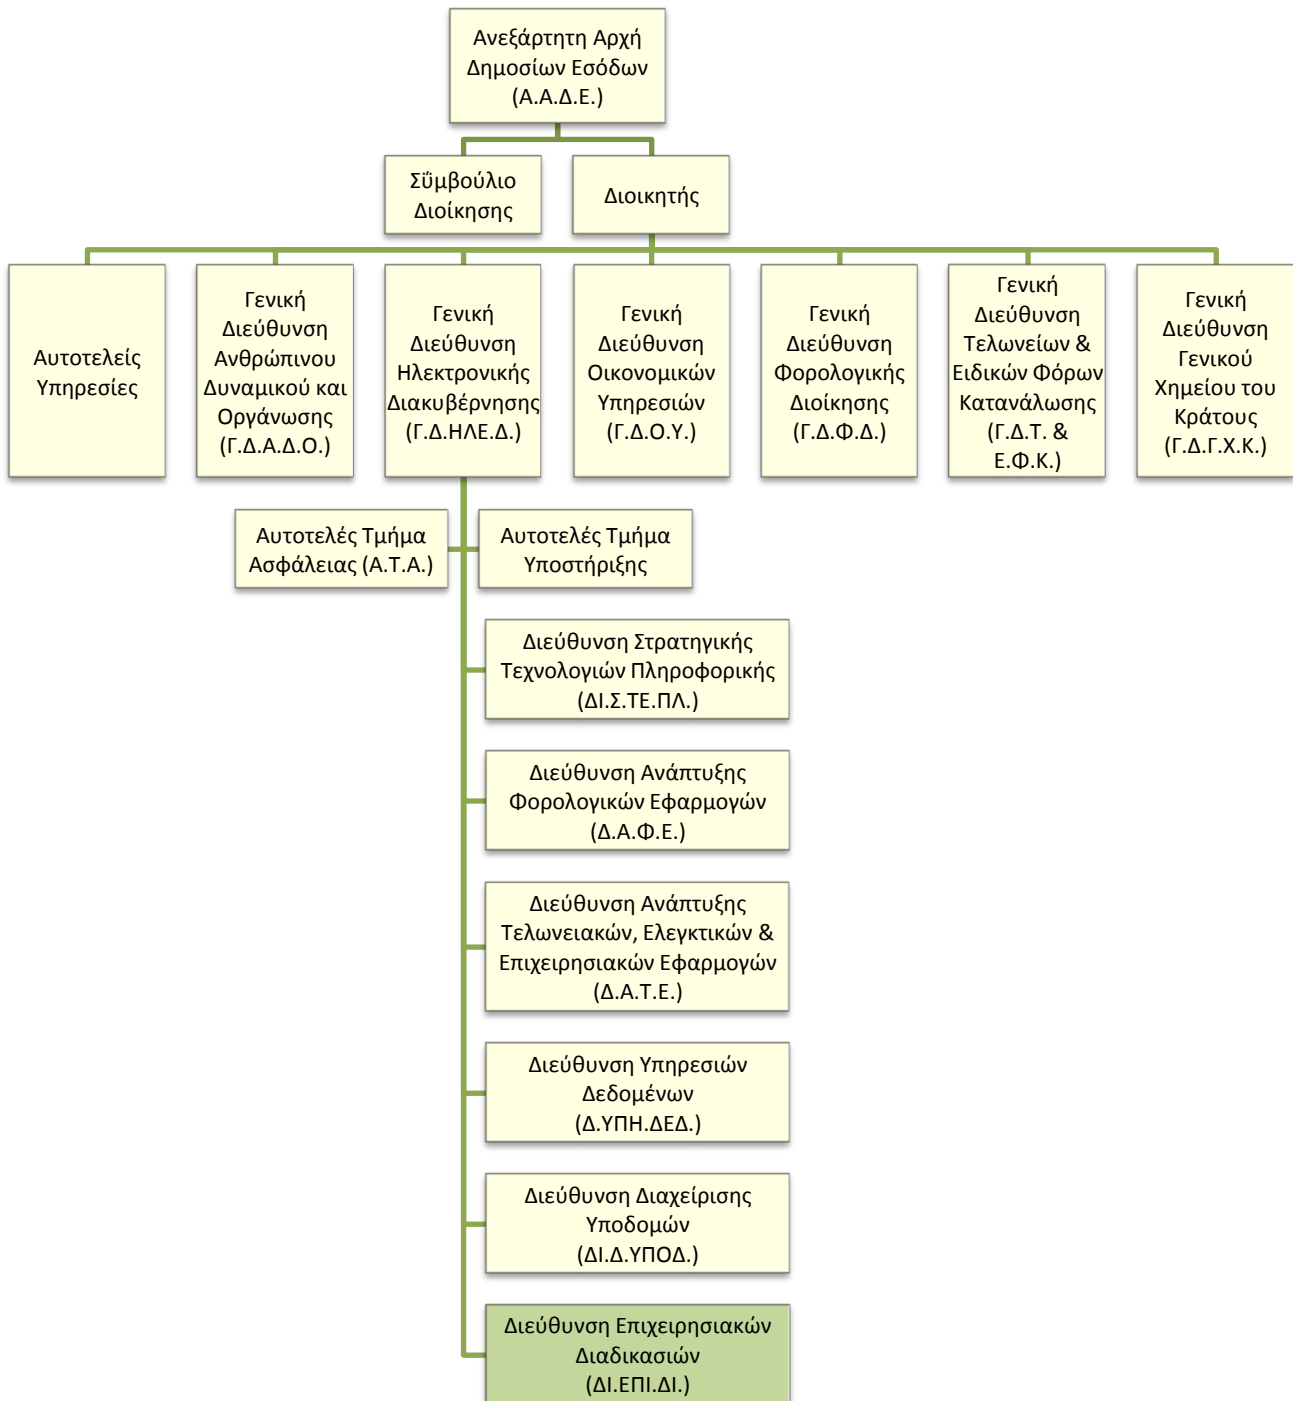 Ανεξάρτητη Αρχή
Δημοσίων Εσόδων
(Α.Α.Δ.Ε.)
Σΰμβούλιο
Διοίκησης
Διοικητής
Αυτοτελείς
Υπηρεσίες
Γενική
Διεύθυνση
Ανθρώπινου
Δυναμικού και
Οργάνωσης
(Γ.Δ.Α.Δ.Ο.)
Γενική
Διεύθυνση
Ηλεκτρονικής
Διακυβέρνησης
(Γ.Δ.ΗΛΕ.Δ.)
Γενική
Διεύθυνση
Οικονομικών
Υπηρεσιών
(Γ.Δ.Ο.Υ.)
Γενική
Διεύθυνση
Φορολογικής
Διοίκησης
(Γ.Δ.Φ.Δ.)
Γενική
Διεύθυνση
Τελωνείων &
Ειδικών Φόρων
Κατανάλωσης
(Γ.Δ.Τ. &
Ε.Φ.Κ.)
Γενική
Διεύθυνση
Γενικού
Χημείου του
Κράτους
(Γ.Δ.Γ.Χ.Κ.)
Αυτοτελές Τμήμα
Ασφάλειας (Α.Τ.Α.)
Αυτοτελές Τμήμα
Υποστήριξης
Διεύθυνση Στρατηγικής
Τεχνολογιών Πληροφορικής
(ΔΙ.Σ.ΤΕ.ΠΛ.)
Διεύθυνση Ανάπτυξης
Φορολογικών Εφαρμογών
(Δ.Α.Φ.Ε.)
Διεύθυνση Ανάπτυξης
Τελωνειακών, Ελεγκτικών &
Επιχειρησιακών Εφαρμογών
(Δ.Α.Τ.Ε.)
Διεύθυνση Υπηρεσιών
Δεδομένων
(Δ.ΥΠΗ.ΔΕΔ.)
Διεύθυνση Διαχείρισης
Υποδομών
(ΔΙ.Δ.ΥΠΟΔ.)
Διεύθυνση Επιχειρησιακών
Διαδικασιών
(ΔΙ.ΕΠΙ.ΔΙ.)